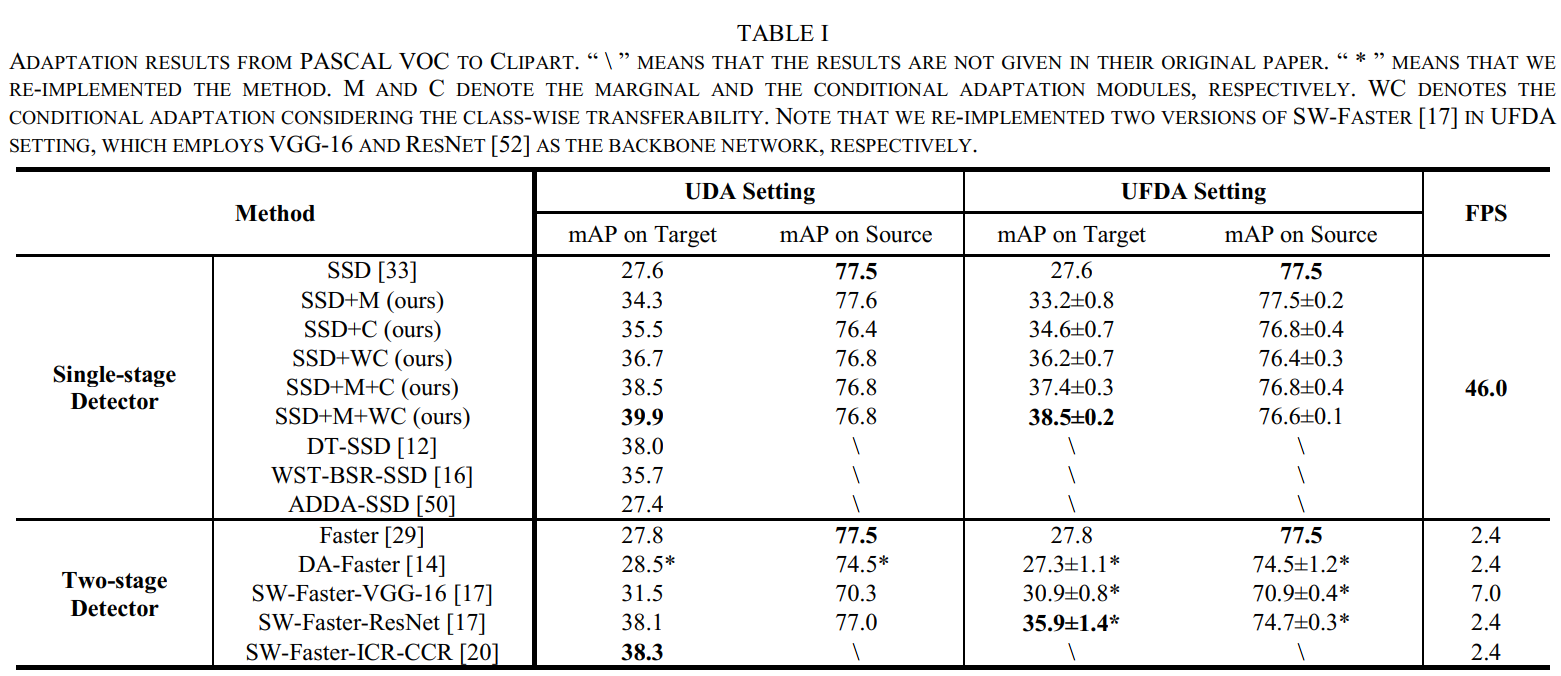 TABLE I
ADAPTATION RESULTS FROM PASCAL VOC TO CLIPART. “ \ ” MEANS THAT THE RESULTS ARE NOT GIVEN IN THEIR ORIGINAL PAPER. “ * ” MEANS THAT WE
RE-IMPLEMENTED THE METHOD. M AND C DENOTE THE MARGINAL AND THE CONDITIONAL ADAPTATION MODULES, RESPECTIVELY. WC DENOTES THE
CONDITIONAL ADAPTATION CONSIDERING THE CLASS-WISE TRANSFERABILITY. NOTE THAT WE RE-IMPLEMENTED TWO VERSIONS OF SW-FASTER [17] IN UFDA
SETTING, WHICH EMPLOYS VGG-16 AND RESNET [52] AS THE BACKBONE NETWORK, RESPECTIVELY.
Method UDA Setting UFDA Setting FPS
mAP on Target mAP on Source mAP on Target mAP on Source
Single-stage Detector
SSD [33] 27.6 77.5 27.6 77.5
SSD+M (ours) 34.3 77.6 33.2±0.8 77.5±0.2
SSD+C (ours) 35.5 76.4 34.6±0.7 76.8±0.4
SSD+WC (ours) 36.7 76.8 36.2±0.7 76.4±0.3
SSD+M+C (ours) 38.5 76.8 37.4±0.3 76.8±0.4 46.0
SSD+M+WC (ours) 39.9 76.8 38.5±0.2 76.6±0.1
DT-SSD [12] 38.0 \ \ \
WST-BSR-SSD [16] 35.7 \ \ \
ADDA-SSD [50] 27.4 \ \ \
Two-stage Detector
Faster [29] 27.8 77.5 27.8 77.5 2.4
DA-Faster [14] 28.5* 74.5* 27.3±1.1* 74.5±1.2* 2.4
SW-Faster-VGG-16 [17] 31.5 70.3 30.9±0.8* 70.9±0.4* 7.0
SW-Faster-ResNet [17] 38.1 77.0 35.9±1.4* 74.7±0.3* 2.4
SW-Faster-ICR-CCR [20] 38.3 \ \ \ 2.4